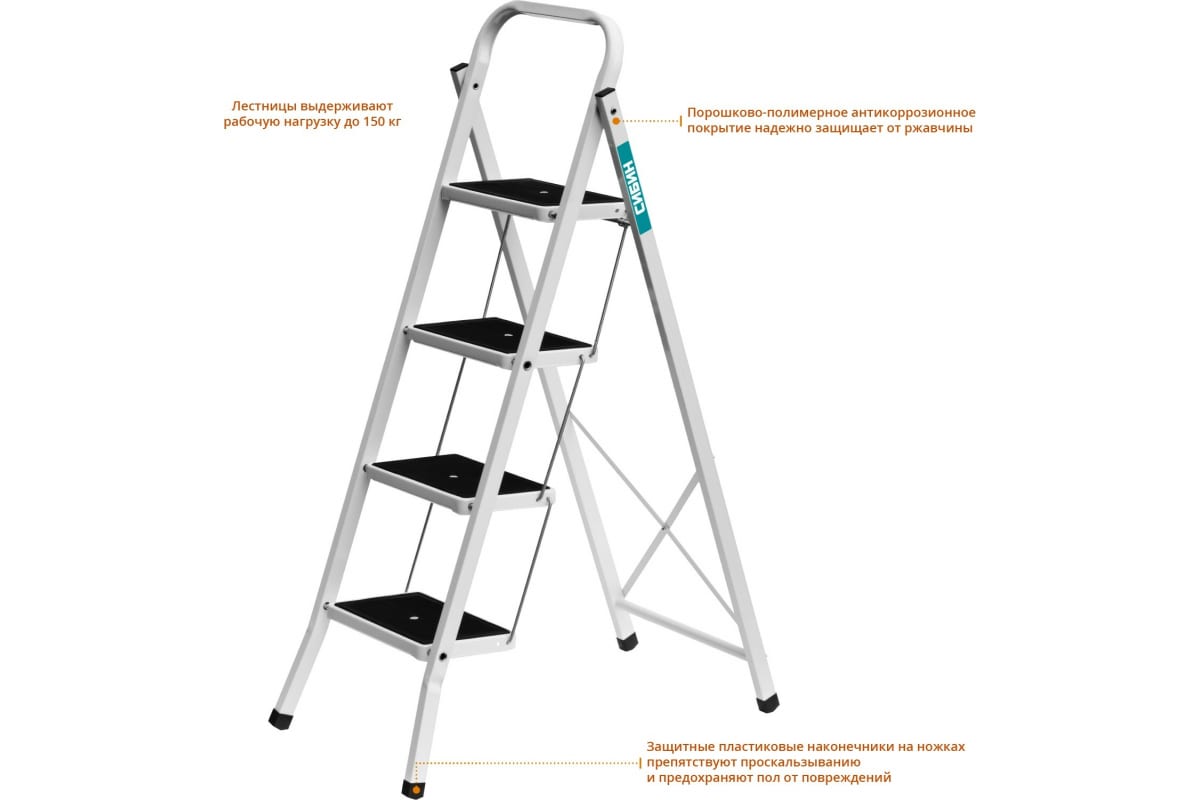 Лестницы выдерживают
рабочую нагрузку до 150 кг
Порошково-полимерное антикоррозионное
покрытие надежно защищает от ржавчины
СИБИН
Защитные пластиковые наконечники на ножках
препятствуют проскальзыванию
и предохраняют пол от повреждений